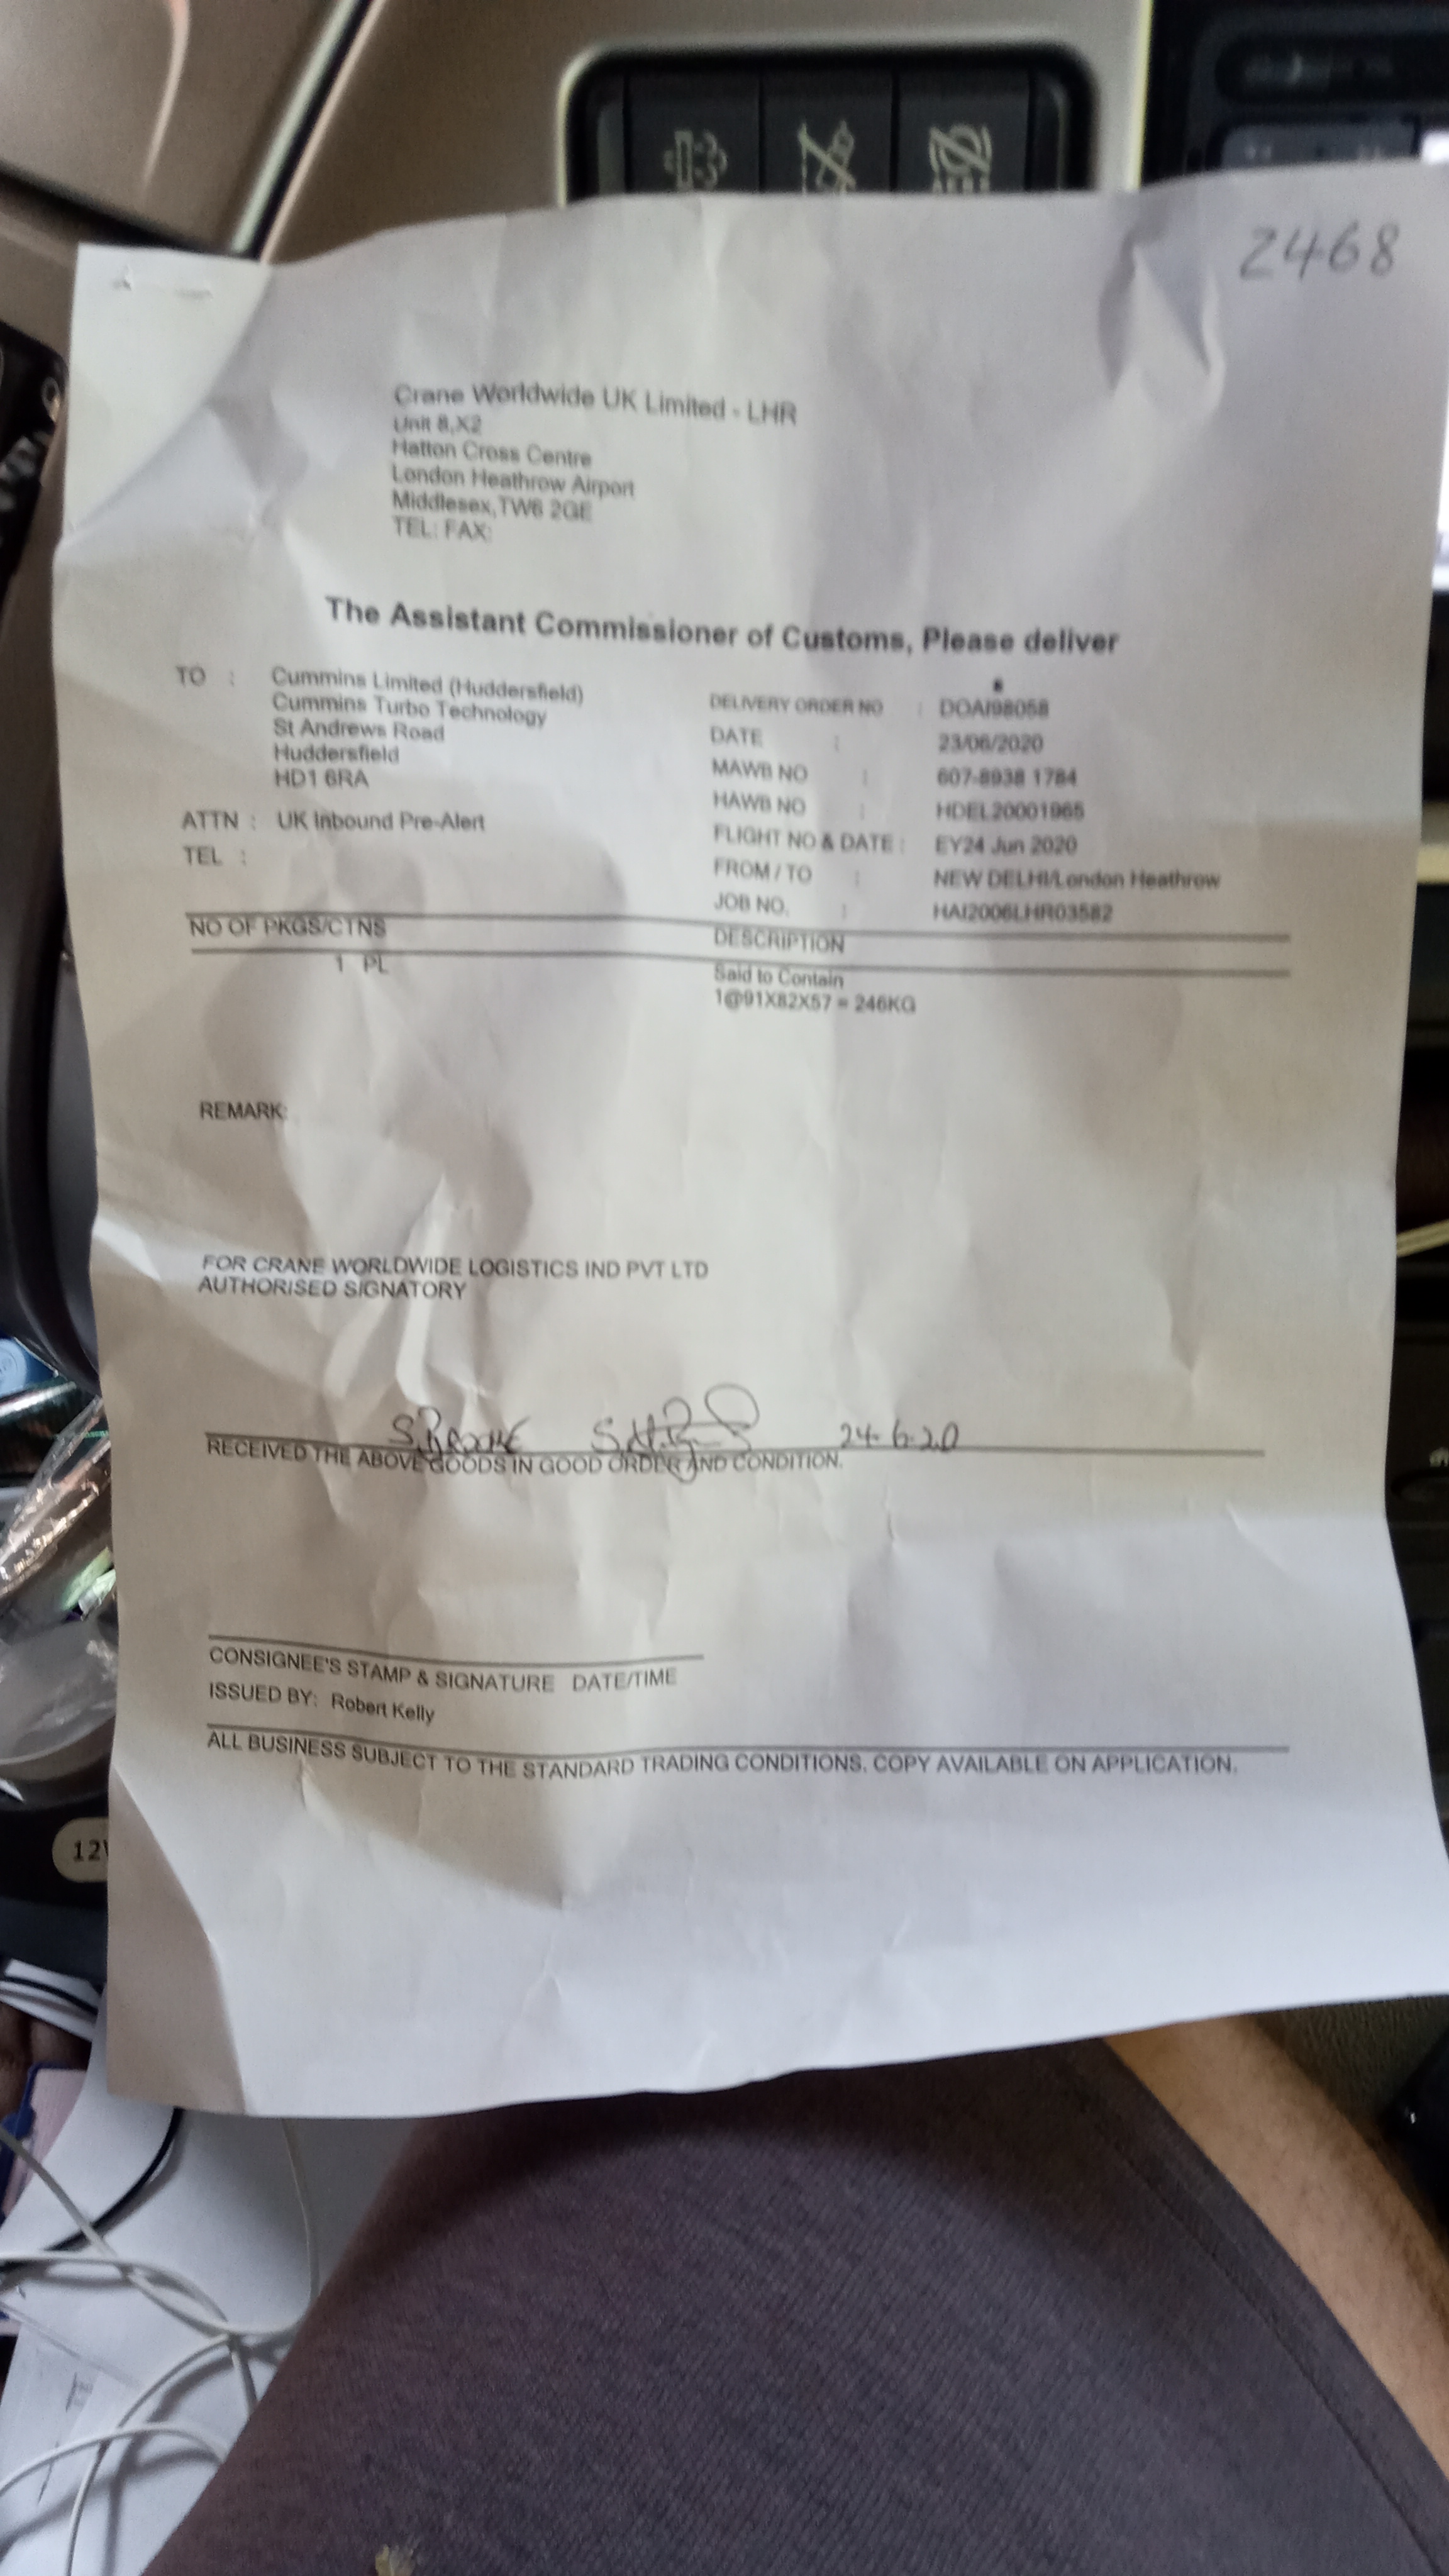 2468
Crane Worldwide UK Limited - LHR
Unit 8,X2
Hatton Cross Centre
London Heathrow Airport
Middlesex,TW6 2GE
TEL: FAX:
The Assistant Commissioner of Customs, Please deliver
TO : Cummins Limited (Huddersfield)
Cummins Turbo Technology
St Andrews Road
Huddersfield
HD1 6RA
ATTN : UK Inbound Pre-Alert
TEL :
DELIVERY ORDER NO : DOAI98058
DATE : 23/06/2020
MAWB NO : 607-8938 1784
HAWB NO : HDEL20001965
FLIGHT NO & DATE : EY24 Jun 2020
FROM / TO : NEW DELHI/London Heathrow
JOB NO. : HAI2006LHR03582
NO OF PKGS/CTNS DESCRIPTION
1 PL Said to Contain
1@91X82X57 = 246KG
REMARK:
FOR CRANE WORLDWIDE LOGISTICS IND PVT LTD
AUTHORISED SIGNATORY
24.6.20
RECEIVED THE ABOVE GOODS IN GOOD ORDER AND CONDITION.
CONSIGNEE'S STAMP & SIGNATURE DATE/TIME
ISSUED BY: Robert Kelly
ALL BUSINESS SUBJECT TO THE STANDARD TRADING CONDITIONS. COPY AVAILABLE ON APPLICATION.
12V